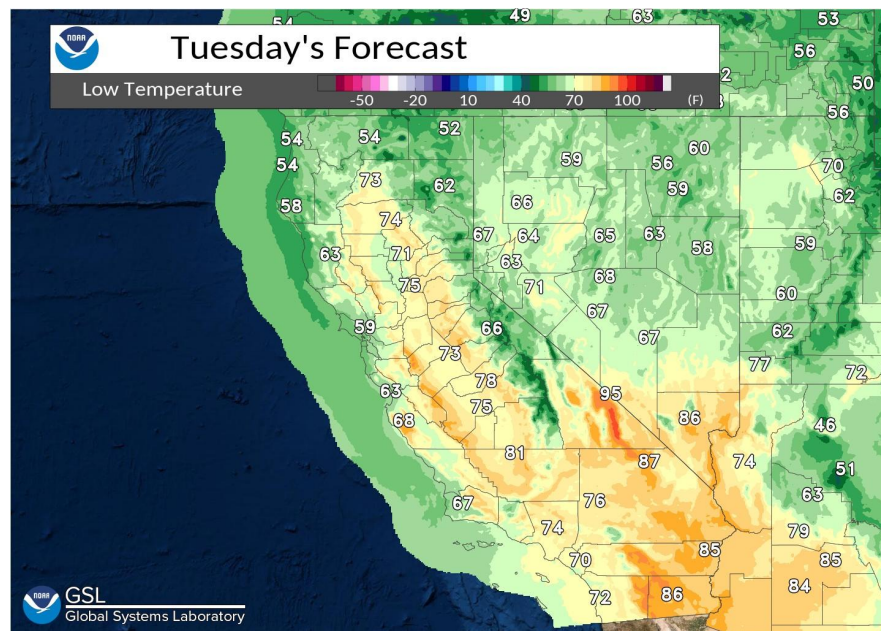 54 49 63 53
NOAA
Tuesday's Forecast
56
Low Temperature
-50 -20 10 40 70 100 (F)
50
56
54 54 52 59 56 60
54 73 62 59 70 62
58 74 66
63 71 67 64 65 63 58 59
75 63 68
71 60
59 66 67 67 62
73 77
63 78 95 72
75 86
68 46
81 87 74 51
67 76 63
74 79
70 85 85
72 86 84
NOAA GSL
Global Systems Laboratory